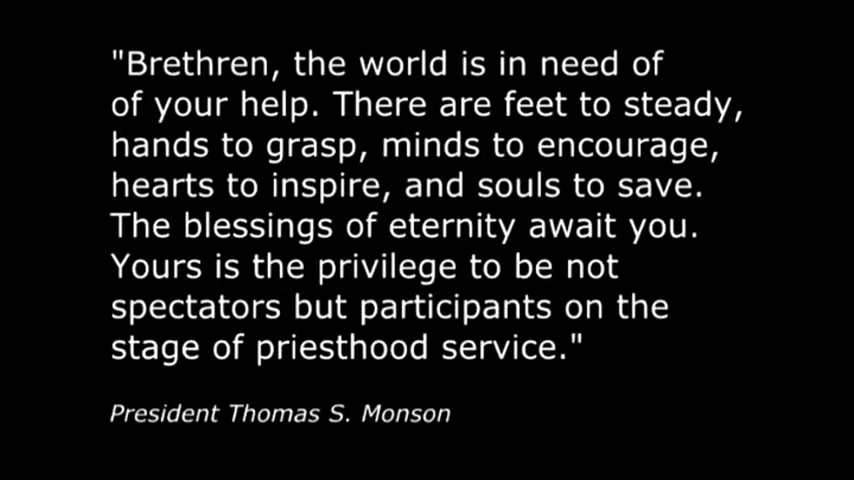 "Brethren, the world is in need of
of your help. There are feet to steady,
hands to grasp, minds to encourage,
hearts to inspire, and souls to save.
The blessings of eternity await you.
Yours is the privilege to be not
spectators but participants on the
stage of priesthood service."
President Thomas S. Monson